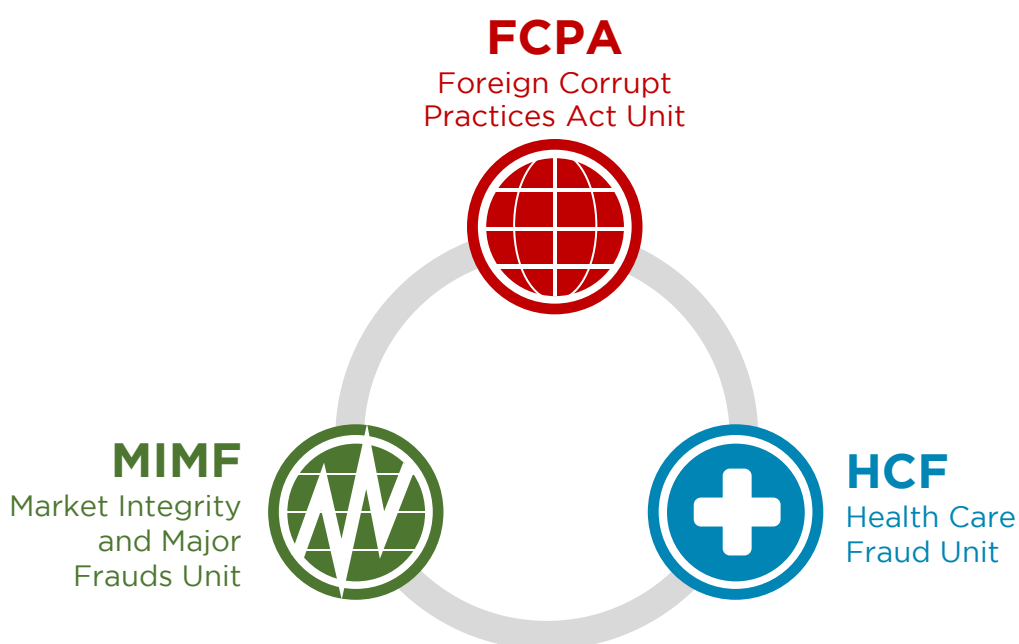 FCPA
Foreign Corrupt
Practices Act Unit
MIMF
Market Integrity
and Major
Frauds Unit
HCF
Health Care
Fraud Unit